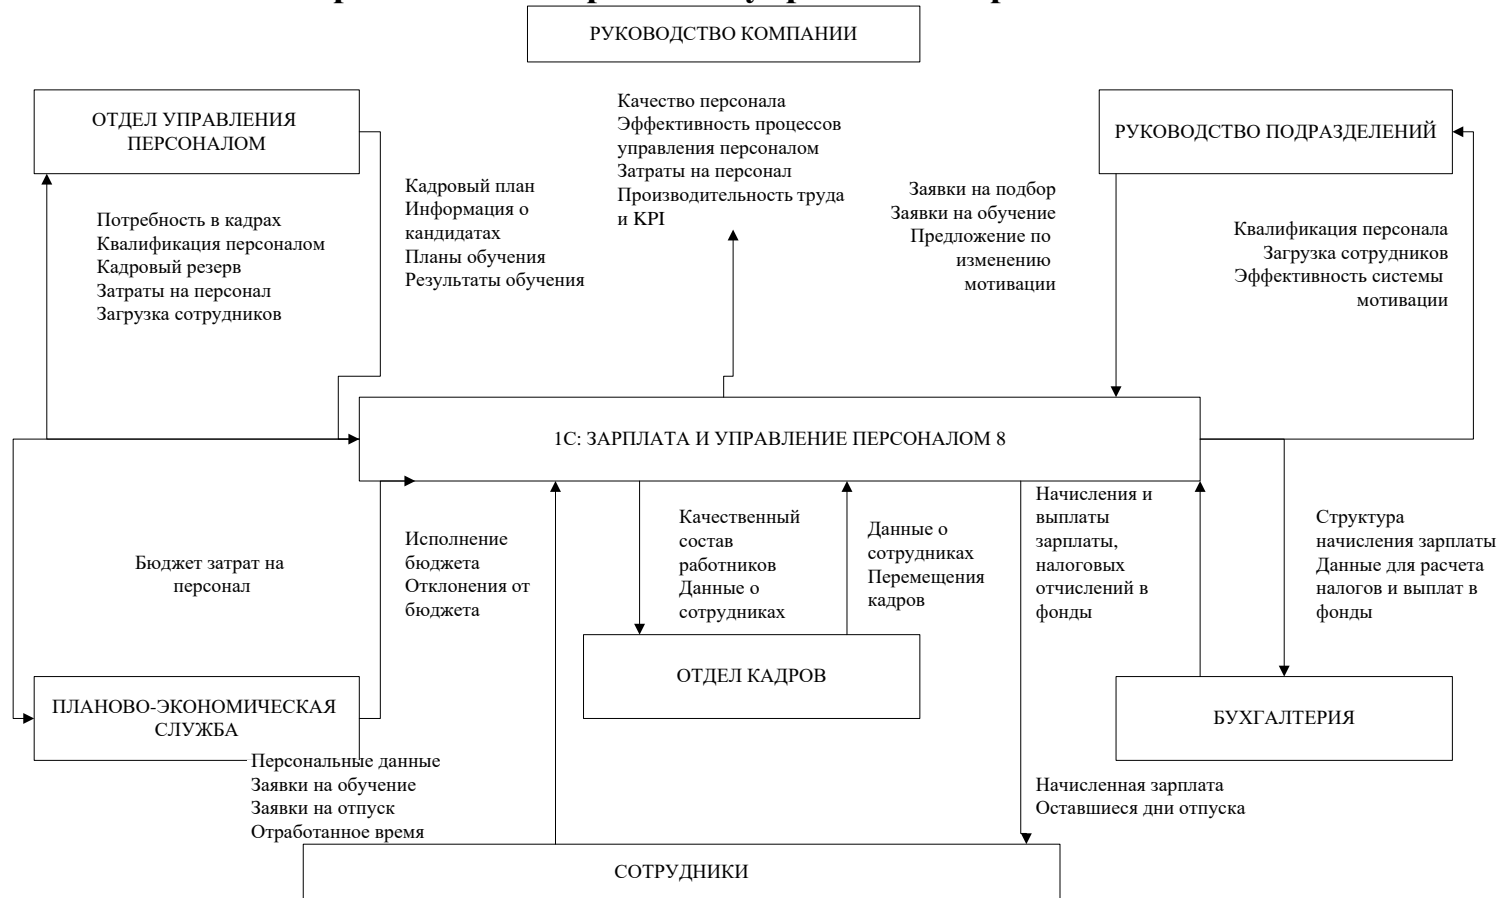 РУКОВОДСТВО КОМПАНИИ
ОТДЕЛ УПРАВЛЕНИЯ
ПЕРСОНАЛОМ
Качество персонала
Эффективность процессов
управления персоналом
Затраты на персонал
Производительность труда
и KPI
РУКОВОДСТВО ПОДРАЗДЕЛЕНИЙ
Потребность в кадрах
Квалификация персоналом
Кадровый резерв
Затраты на персонал
Загрузка сотрудников
Кадровый план
Информация о
кандидатах
Планы обучения
Результаты обучения
Заявки на подбор
Заявки на обучение
Предложение по
изменению
мотивации
Квалификация персонала
Загрузка сотрудников
Эффективность системы
мотивации
1С: ЗАРПЛАТА И УПРАВЛЕНИЕ ПЕРСОНАЛОМ 8
Бюджет затрат на
персонал
Исполнение
бюджета
Отклонения от
бюджета
Качественный
состав
работников
Данные о
сотрудниках
Данные о
сотрудниках
Перемещения
кадров
Начисления и
выплаты
зарплаты,
налоговых
отчислений в
фонды
Структура
начисления зарплаты
Данные для расчета
налогов и выплат в
фонды
ПЛАНОВО-ЭКОНОМИЧЕСКАЯ
СЛУЖБА
ОТДЕЛ КАДРОВ
БУХГАЛТЕРИЯ
Персональные данные
Заявки на обучение
Заявки на отпуск
Отработанное время
Начисленная зарплата
Оставшиеся дни отпуска
СОТРУДНИКИ